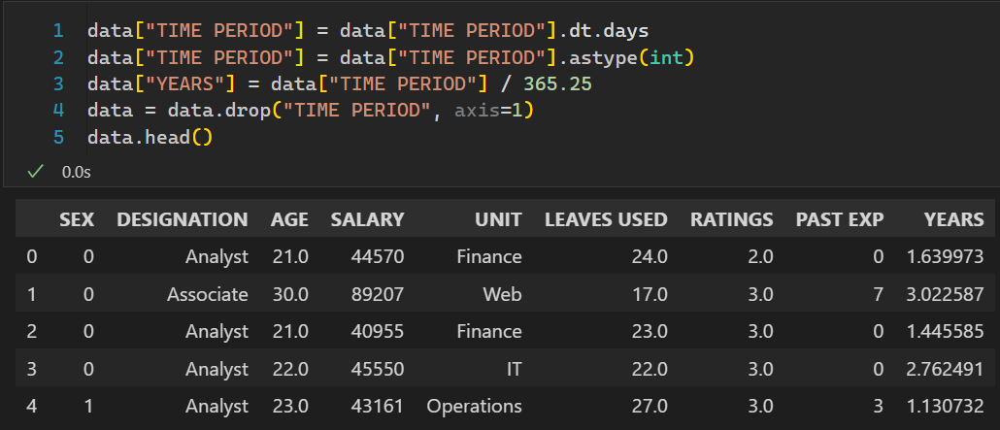 1 data["TIME PERIOD"] = data["TIME PERIOD"].dt.days
2 data["TIME PERIOD"] = data["TIME PERIOD"].astype(int)
3 data["YEARS"] = data["TIME PERIOD"] / 365.25
4 data = data.drop("TIME PERIOD", axis=1)
5 data.head()
0.0s
SEX DESIGNATION AGE SALARY UNIT LEAVES USED RATINGS PAST EXP YEARS
0 0 Analyst 21.0 44570 Finance 24.0 2.0 0 1.639973
1 0 Associate 30.0 89207 Web 17.0 3.0 7 3.022587
2 0 Analyst 21.0 40955 Finance 23.0 3.0 0 1.445585
3 0 Analyst 22.0 45550 IT 22.0 3.0 0 2.762491
4 1 Analyst 23.0 43161 Operations 27.0 3.0 3 1.130732